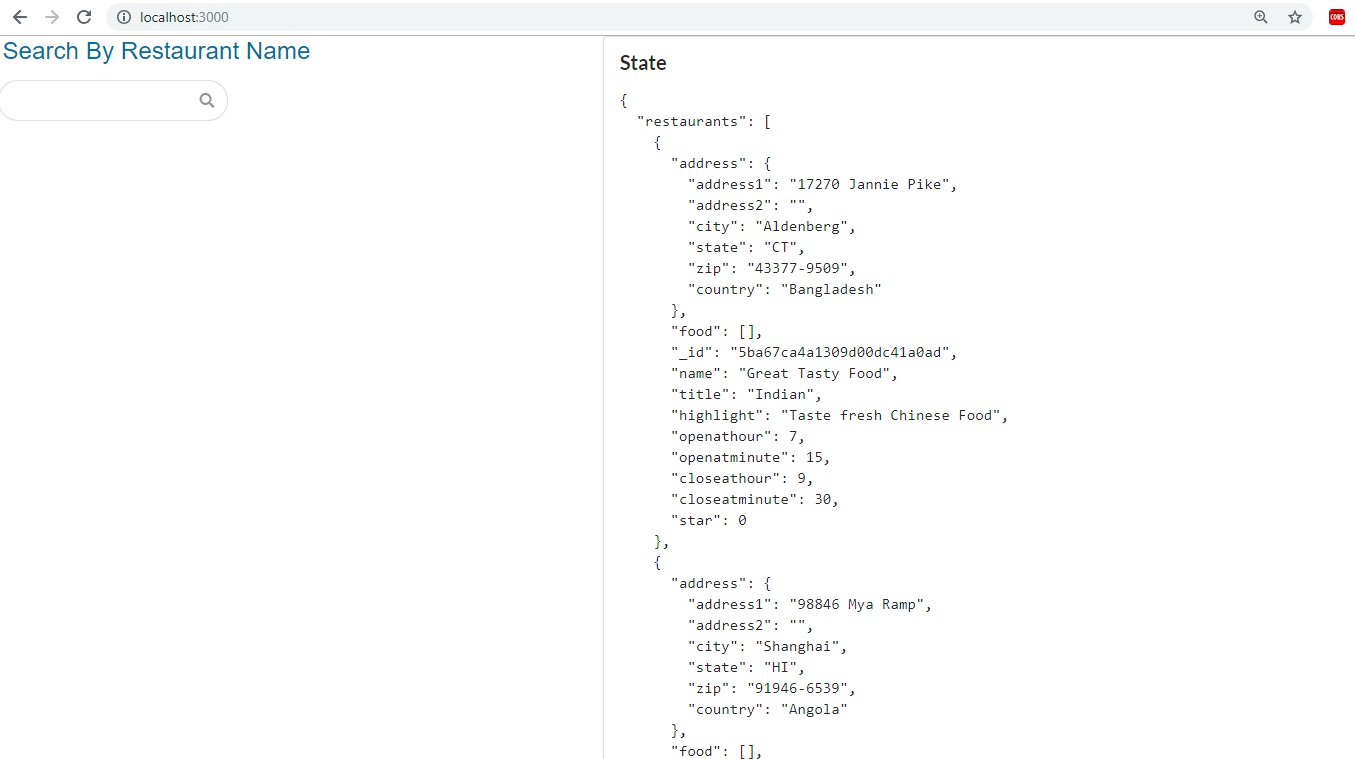 localhost:3000
CORS
Search By Restaurant Name
State
{
  "restaurants": [
    {
      "address": {
        "address1": "17270 Jannie Pike",
        "address2": "",
        "city": "Aldenberg",
        "state": "CT",
        "zip": "43377-9509",
        "country": "Bangladesh"
      },
      "food": [],
      "_id": "5ba67ca4a1309d00dc41a0ad",
      "name": "Great Tasty Food",
      "title": "Indian",
      "highlight": "Taste fresh Chinese Food",
      "openathour": 7,
      "openatminute": 15,
      "closeathour": 9,
      "closeatminute": 30,
      "star": 0
    },
    {
      "address": {
        "address1": "98846 Mya Ramp",
        "address2": "",
        "city": "Shanghai",
        "state": "HI",
        "zip": "91946-6539",
        "country": "Angola"
      },
      "food": [],